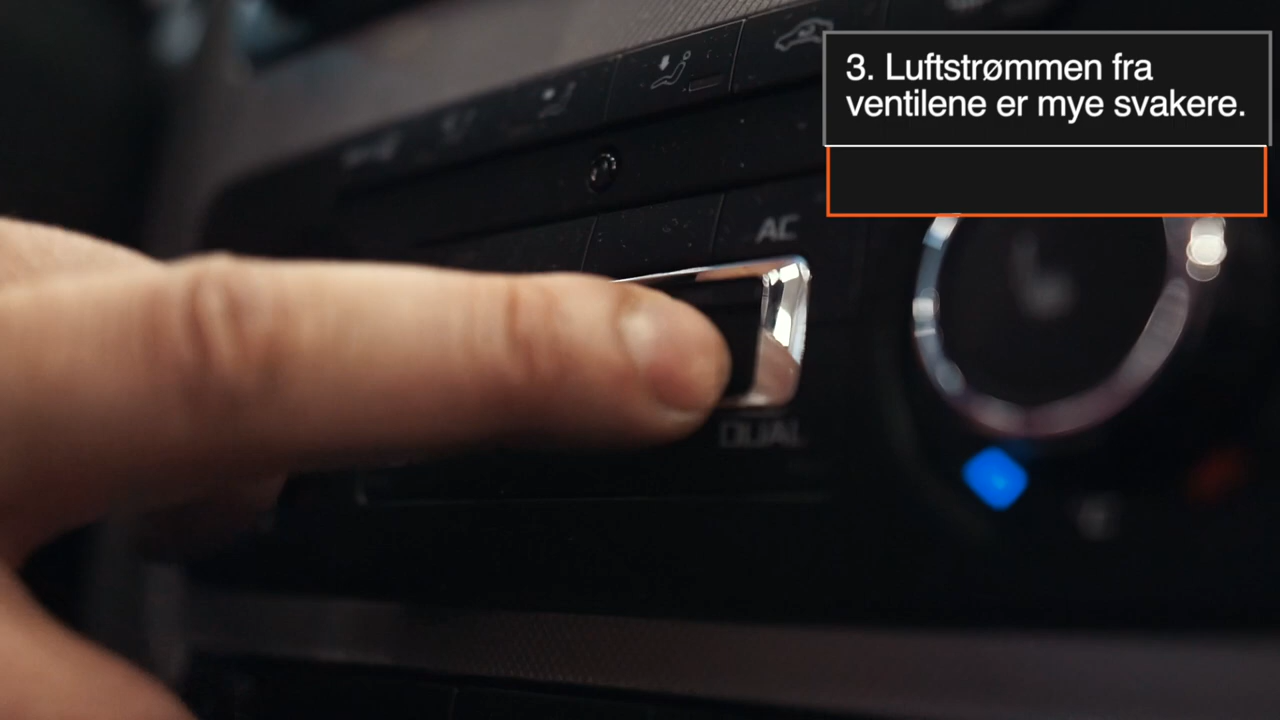 3. Luftstrømmen fra
ventilene er mye svakere.
AC
DUAL